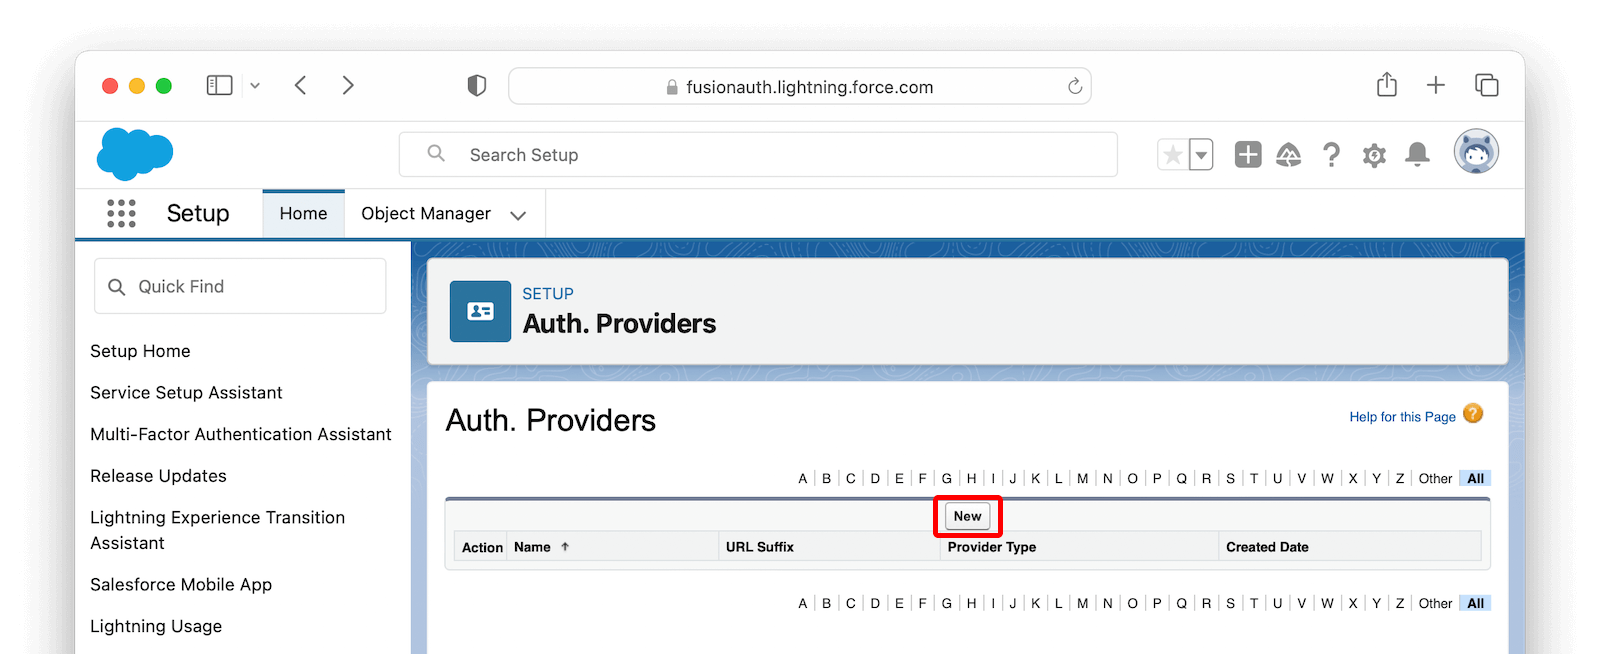 fusionauth.lightning.force.com
Search Setup
Setup Home Object Manager
Quick Find
Setup Home
Service Setup Assistant
Multi-Factor Authentication Assistant
Release Updates
Lightning Experience Transition
Assistant
Salesforce Mobile App
Lightning Usage
SETUP
Auth. Providers
Auth. Providers
Help for this Page ?
A B C D E F G H I J K L M N O P Q R S T U V W X Y Z Other All
New
Action Name ↑ URL Suffix Provider Type Created Date
A B C D E F G H I J K L M N O P Q R S T U V W X Y Z Other All